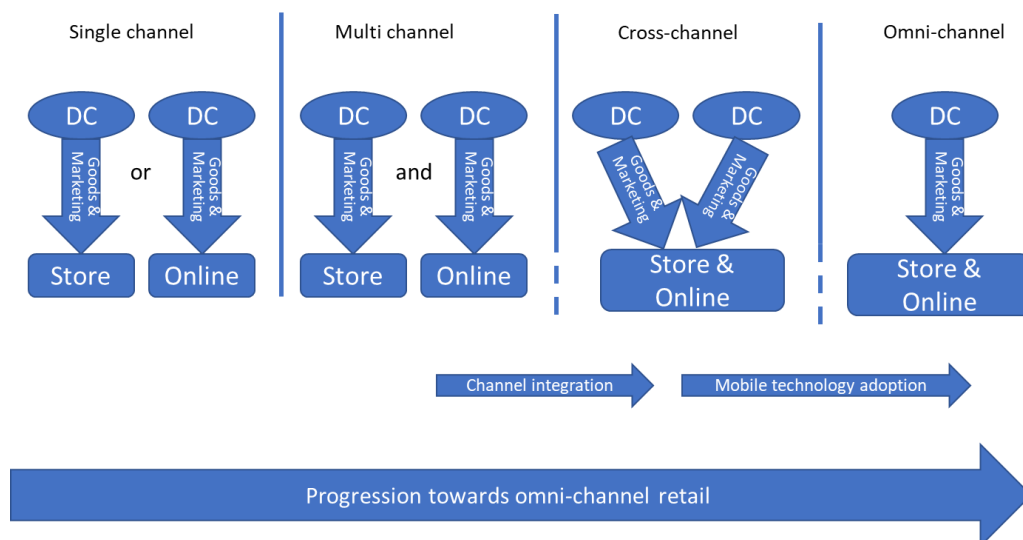 Single channel
Multi channel
Cross-channel
Omni-channel
DC
DC
DC
DC
DC
DC
DC
Goods &
Marketing
or
Goods &
Marketing
Goods &
Marketing
and
Goods &
Marketing
Goods &
Marketing
Goods &
Marketing
Goods &
Marketing
Store
Online
Store
Online
Store &
Online
Store &
Online
Channel integration
Mobile technology adoption
Progression towards omni-channel retail